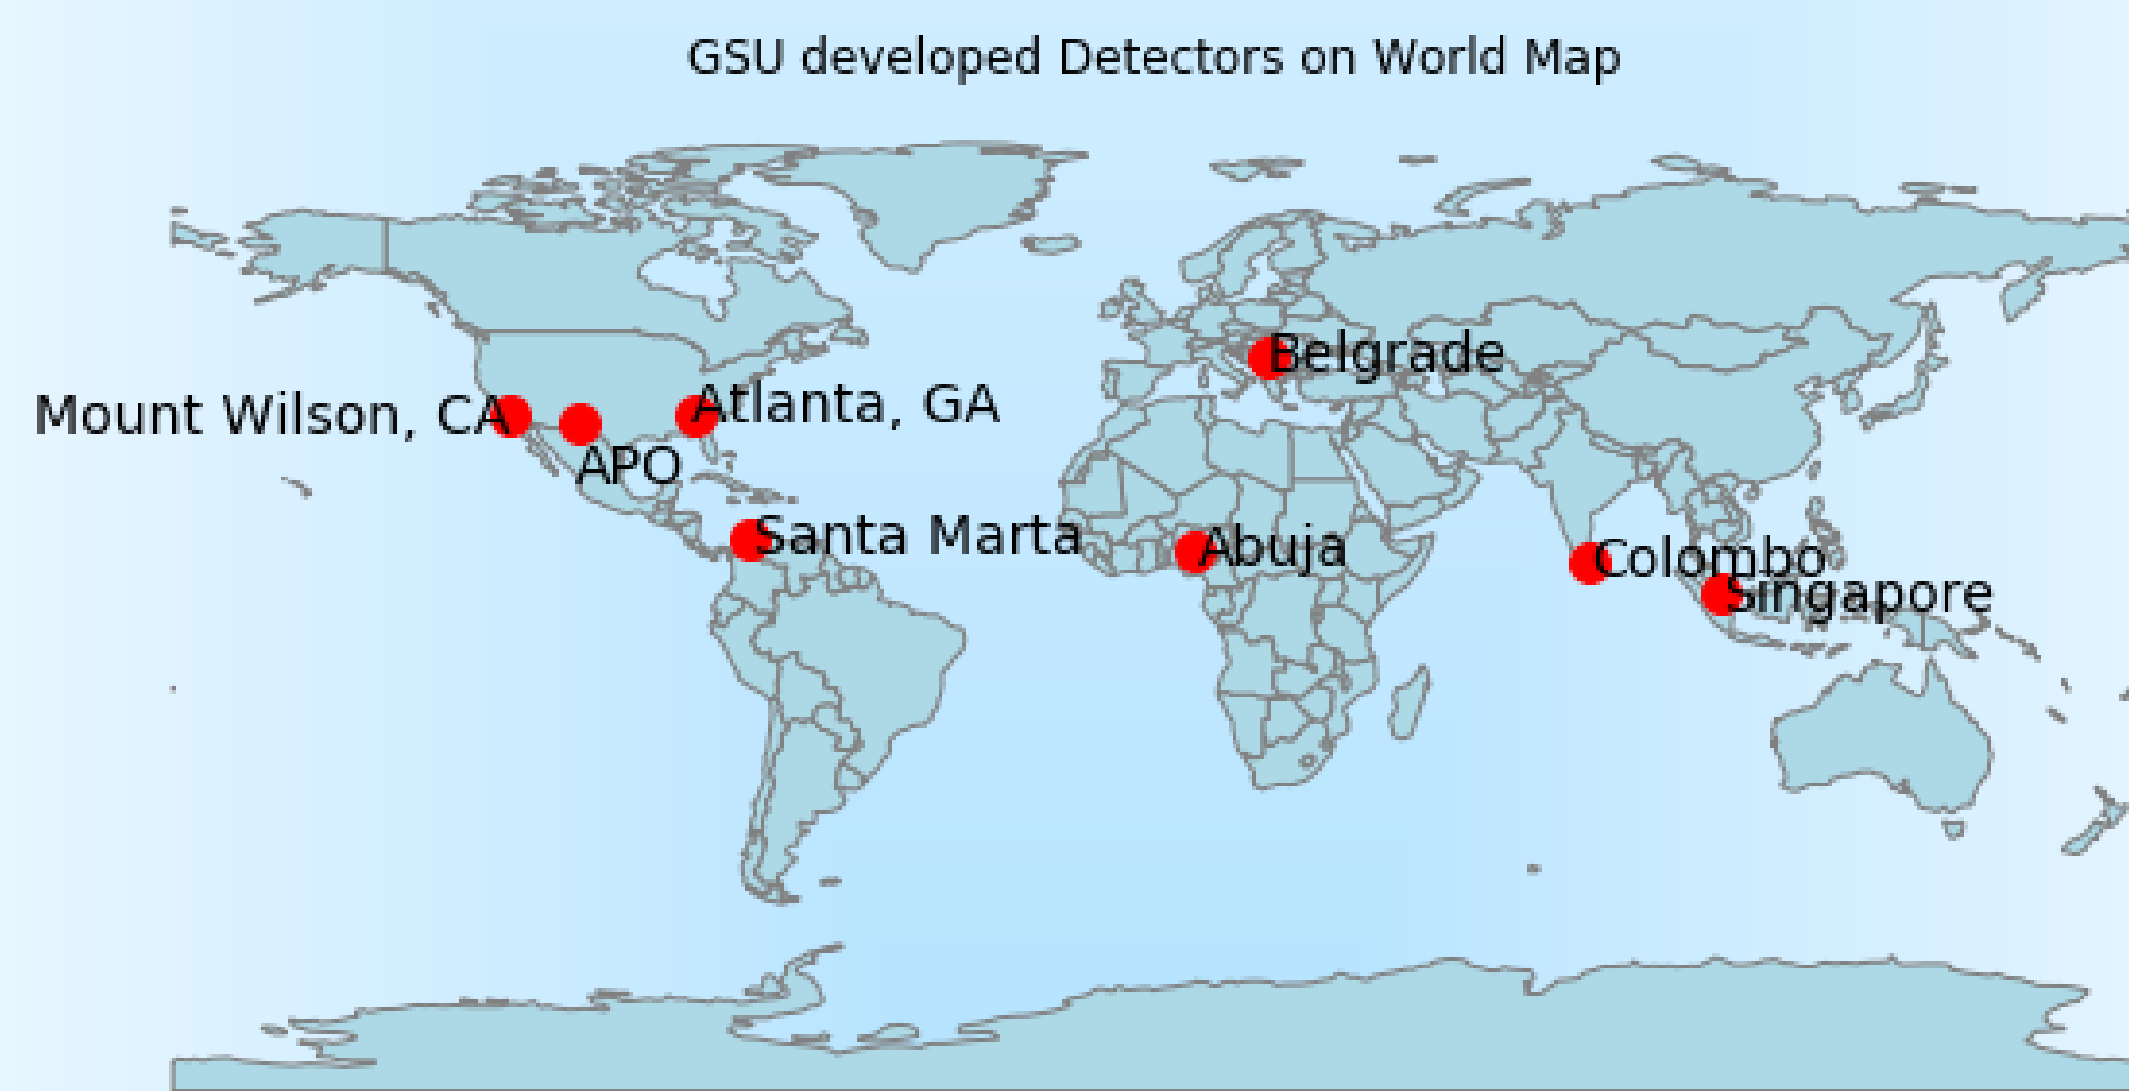 GSU developed Detectors on World Map
Belgrade
Mount Wilson, CA
Atlanta, GA
APO
Santa Marta
Abuja
Colombo
Singapore